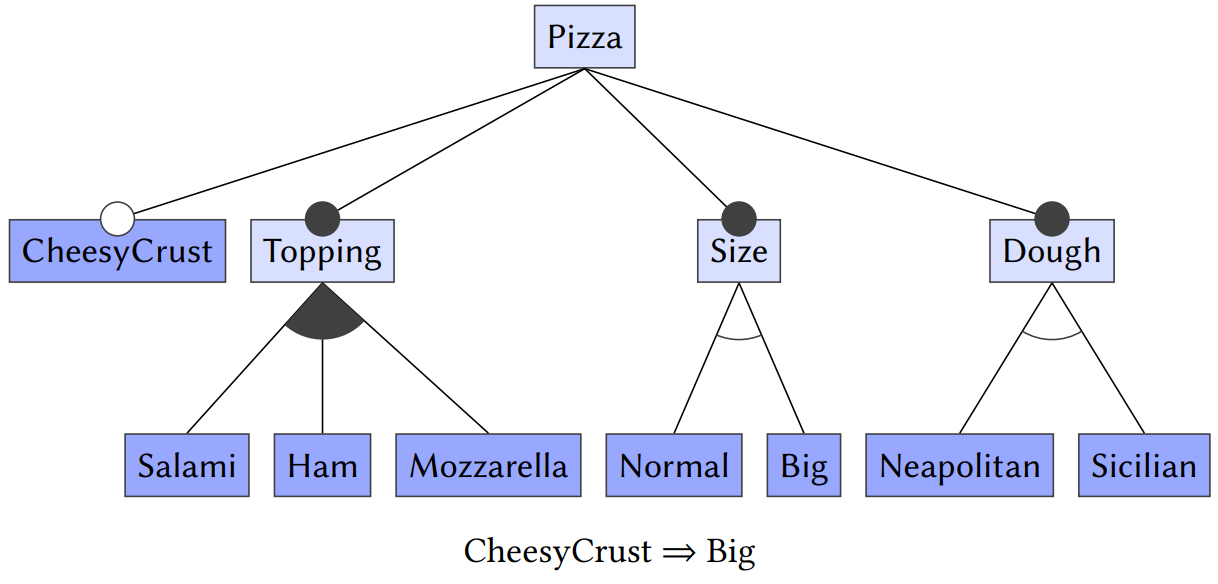 Pizza
CheesyCrust Topping Size Dough
Salami Ham Mozzarella Normal Big Neapolitan Sicilian
CheesyCrust ⟹ Big